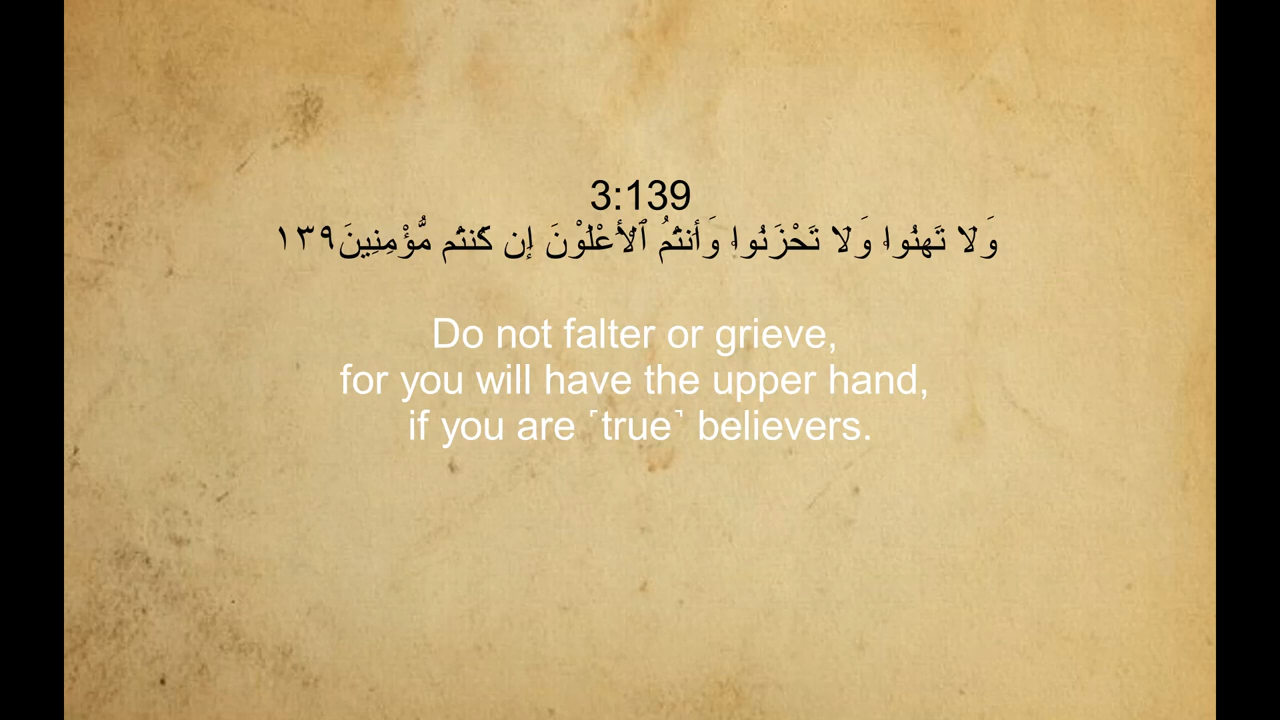 3:139
وَلَا تَهِنُوا۟ وَلَا تَحْزَنُوا۟ وَأَنتُمُ ٱلْأَعْلَوْنَ إِن كُنتُم مُّؤْمِنِينَ١٣٩
Do not falter or grieve,
for you will have the upper hand,
if you are ˹true˺ believers.